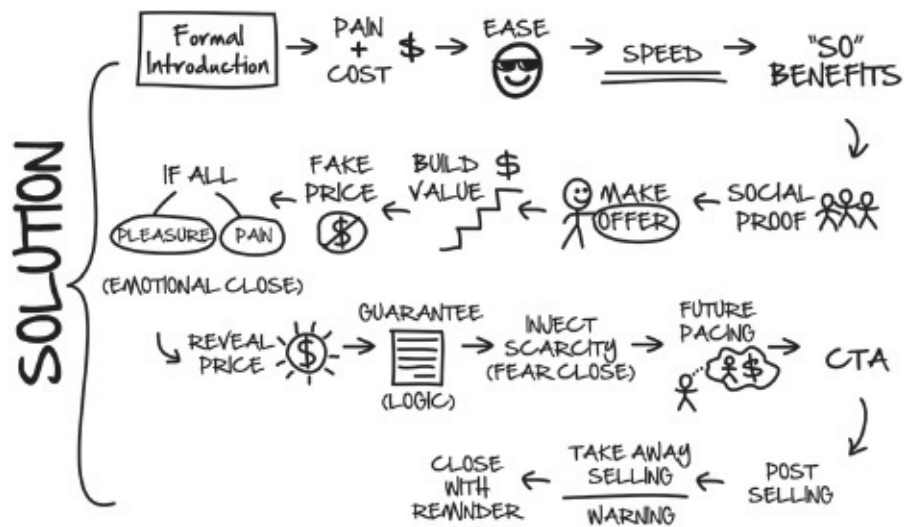 SOLUTION
Formal
Introduction
PAIN
+
COST
$
EASE
SPEED
"SO"
BENEFITS
SOCIAL
PROOF
MAKE
OFFER
BUILD $
VALUE
FAKE
PRICE
$
IF ALL
PLEASURE
PAIN
(EMOTIONAL CLOSE)
REVEAL
PRICE
$
GUARANTEE
(LOGIC)
INJECT
SCARCITY
(FEAR CLOSE)
FUTURE
PACING
$
CTA
POST
SELLING
TAKE AWAY
SELLING
WARNING
CLOSE
WITH
REMINDER